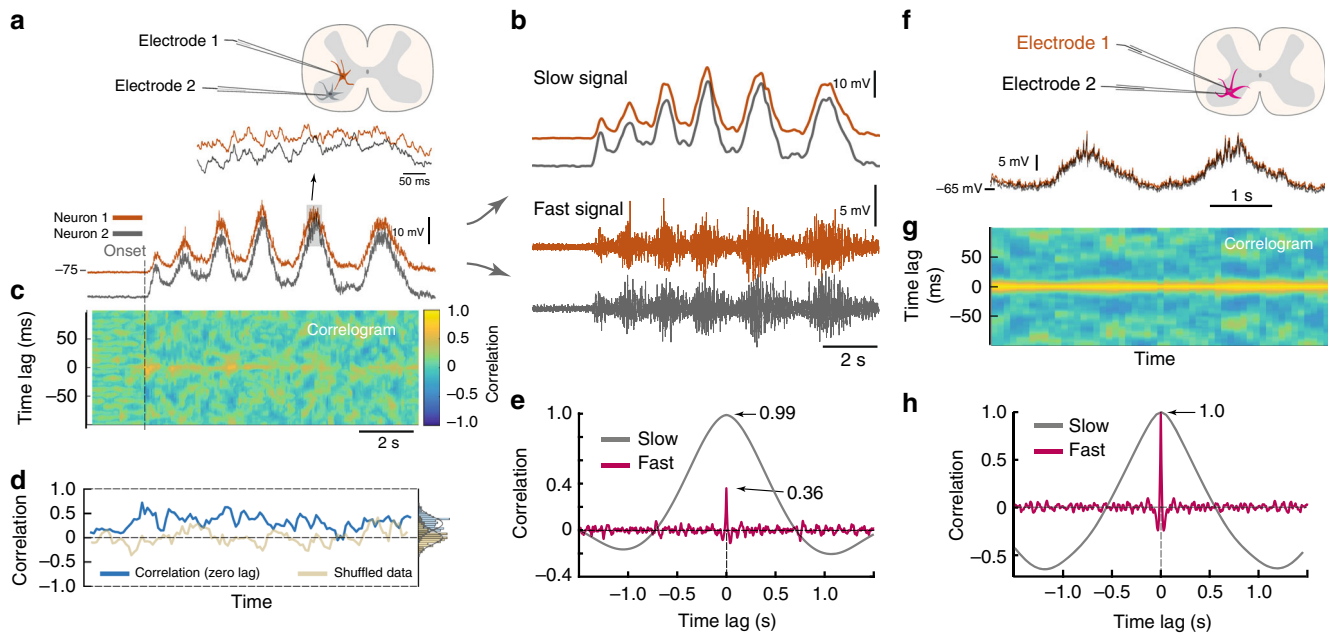 a
Electrode 1
Electrode 2
50 ms
Neuron 1
Neuron 2
Onset
10 mV
−75
b
Slow signal
10 mV
Fast signal
5 mV
2 s
c
Time lag (ms)
50
0
−50
Correlogram
1.0
0.5
0
−0.5
−1.0
Correlation
2 s
d
Correlation
1.0
0.5
0
−0.5
−1.0
Correlation (zero lag)
Shuffled data
Time
e
Correlation
1.0
0.4
0
−0.4
Slow
Fast
0.99
0.36
−1.0
−0.5
0
0.5
1.0
Time lag (s)
f
Electrode 1
Electrode 2
5 mV
−65 mV
1 s
g
Time lag
(ms)
50
0
−50
Correlogram
Time
h
Correlation
1.0
0.5
0
−0.5
Slow
Fast
1.0
−1.0
−0.5
0
0.5
1.0
Time lag (s)